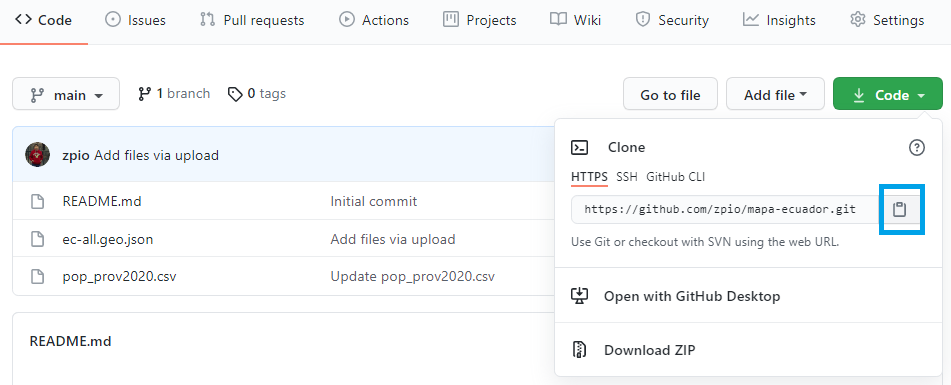 Code Issues Pull requests Actions Projects Wiki Security Insights Settings
main 1 branch 0 tags Go to file Add file Code
zpio Add files via upload
README.md Initial commit
ec-all.geo.json Add files via upload
pop_prov2020.csv Update pop_prov2020.csv
README.md
Clone
HTTPS SSH GitHub CLI
https://github.com/zpio/mapa-ecuador.git
Use Git or checkout with SVN using the web URL.
Open with GitHub Desktop
Download ZIP